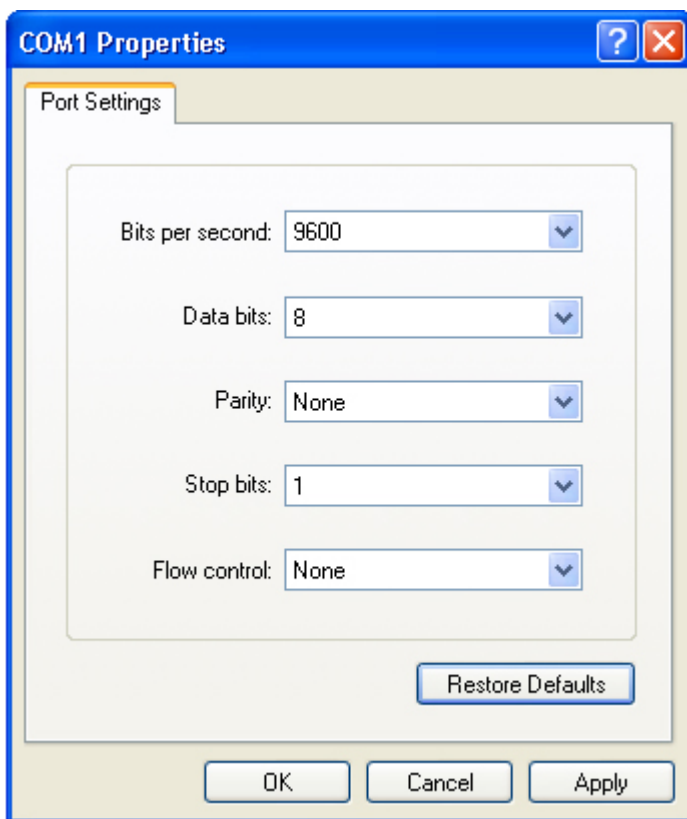 COM1 Properties
Port Settings
Bits per second: 9600
Data bits: 8
Parity: None
Stop bits: 1
Flow control: None
Restore Defaults
OK Cancel Apply